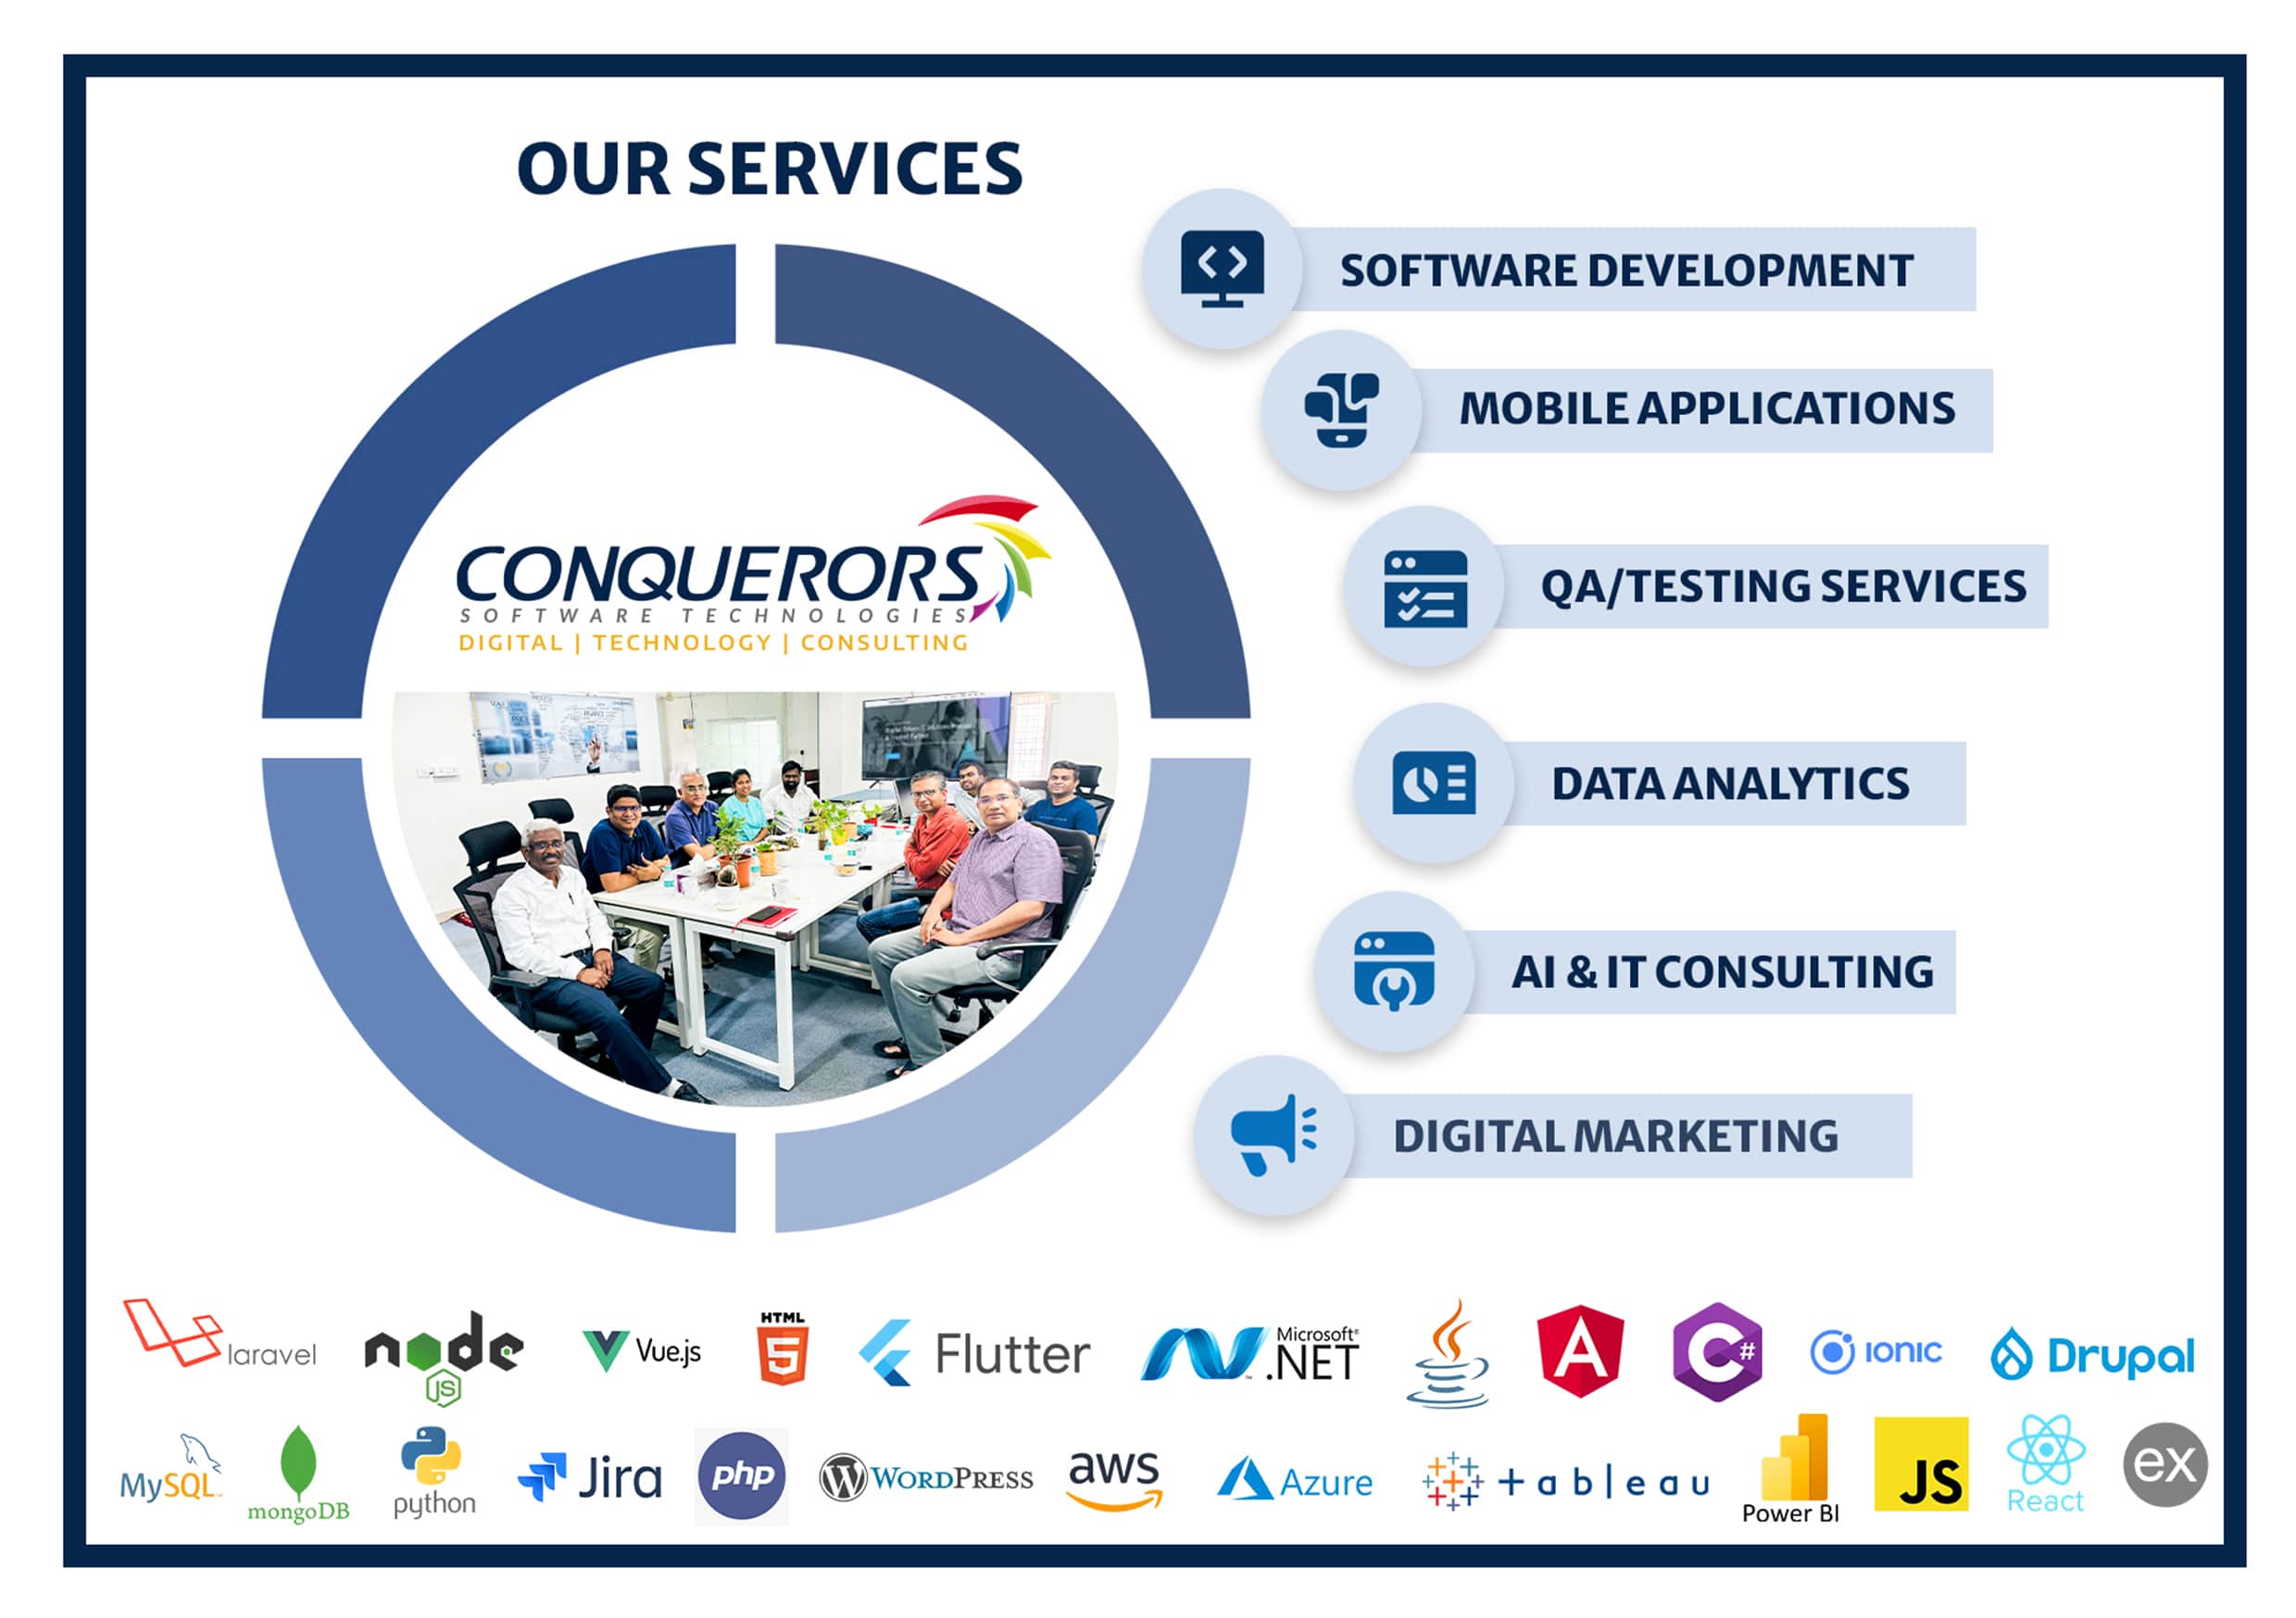 OUR SERVICES
SOFTWARE DEVELOPMENT
MOBILE APPLICATIONS
QA/TESTING SERVICES
DATA ANALYTICS
AI & IT CONSULTING
DIGITAL MARKETING
CONQUERORS
SOFTWARE TECHNOLOGIES
DIGITAL | TECHNOLOGY | CONSULTING
laravel
node
JS
Vue.js
HTML
5
Flutter
Microsoft®
.NET
A
C#
IONIC
Drupal
MySQL
mongoDB
python
Jira
php
W WORDPRESS
aws
Azure
+ableau
Power BI
JS
React
ex